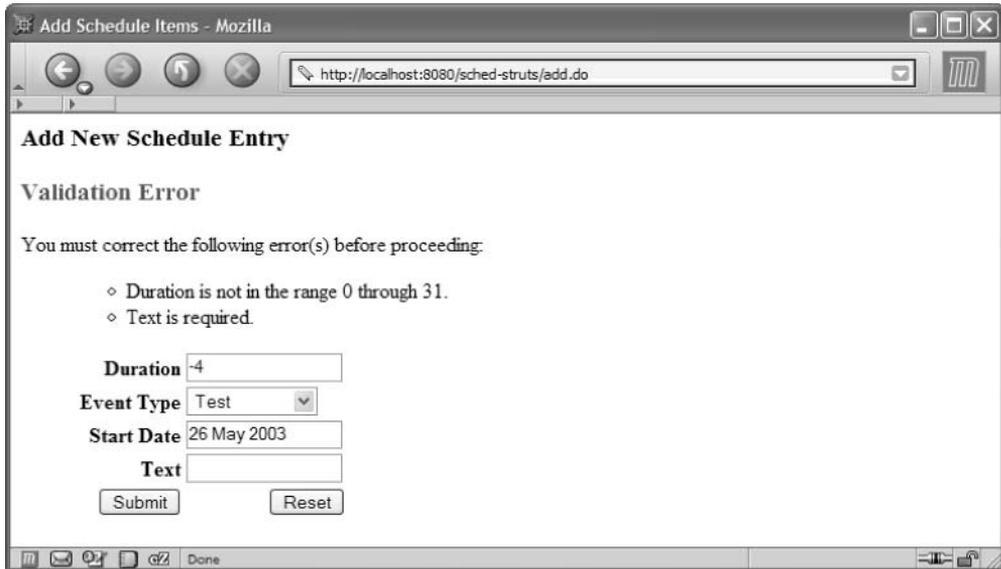 Add Schedule Items - Mozilla
http://localhost:8080/sched-struts/add.do
Add New Schedule Entry
Validation Error
You must correct the following error(s) before proceeding:
Duration is not in the range 0 through 31.
Text is required.
Duration -4
Event Type Test
Start Date 26 May 2003
Text
Submit Reset
Done